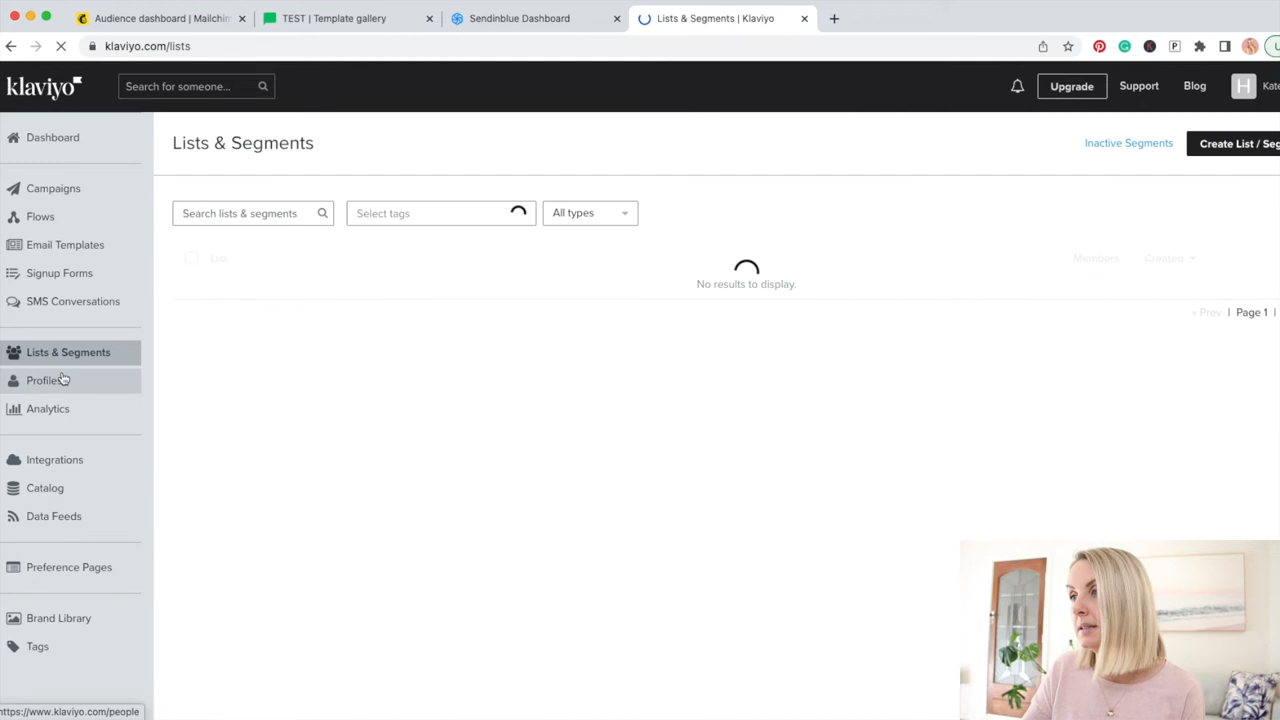 Audience dashboard | Mailchim
TEST | Template gallery
Sendinblue Dashboard
Lists & Segments | Klaviyo
klaviyo.com/lists
klaviyo
Search for someone...
Upgrade
Support
Blog
H
Kate
Dashboard
Campaigns
Flows
Email Templates
Signup Forms
SMS Conversations
Lists & Segments
Profiles
Analytics
Integrations
Catalog
Data Feeds
Preference Pages
Brand Library
Tags
https://www.klaviyo.com/people
Lists & Segments
Inactive Segments
Create List / Seg
Search lists & segments
Select tags
All types
List
Members
Created
No results to display.
« Prev | Page 1 |